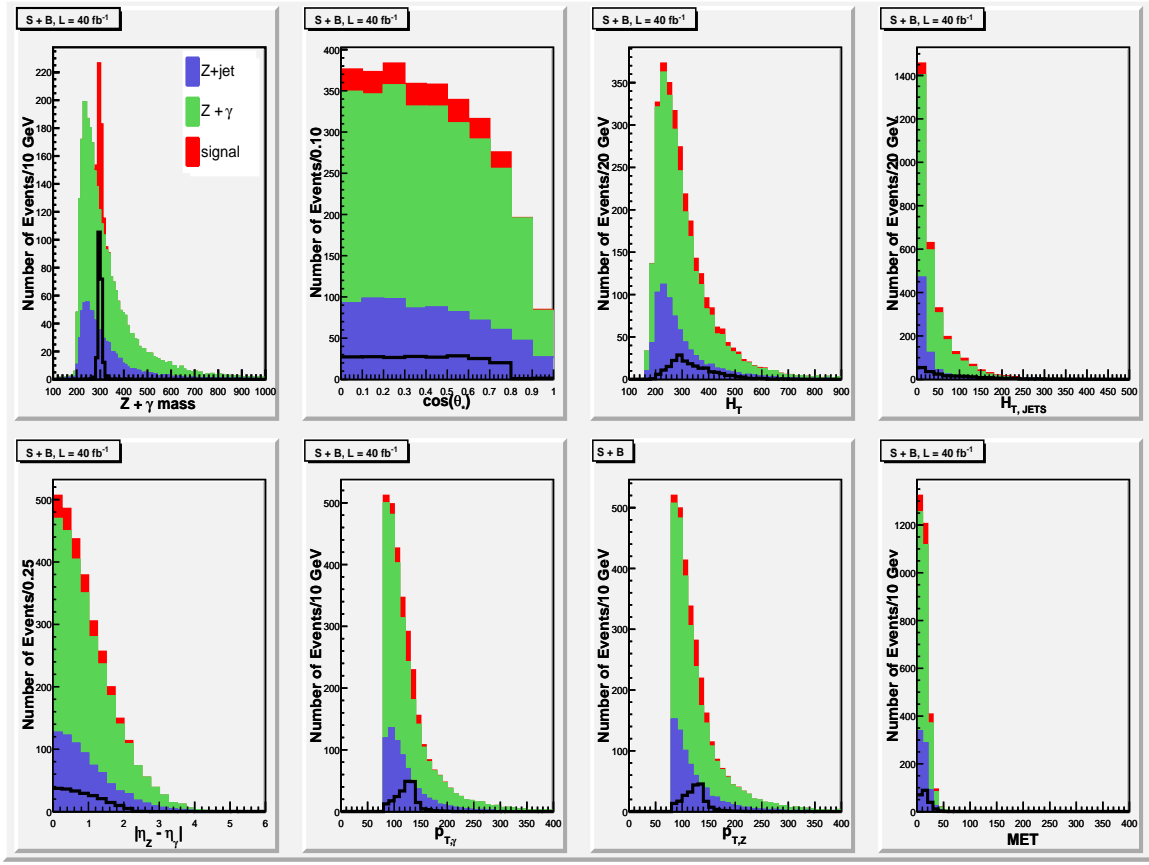 S + B, L = 40 fb⁻¹
Number of Events/10 GeV
0 20 40 60 80 100 120 140 160 180 200 220
100 200 300 400 500 600 700 800 900 1000
Z + γ mass
Z+jet
Z + γ
signal
S + B, L = 40 fb⁻¹
Number of Events/0.10
0 50 100 150 200 250 300 350 400
0 0.1 0.2 0.3 0.4 0.5 0.6 0.7 0.8 0.9 1
cos(θ*)
S + B, L = 40 fb⁻¹
Number of Events/20 GeV
0 50 100 150 200 250 300 350
100 200 300 400 500 600 700 800 900
H_T
S + B, L = 40 fb⁻¹
Number of Events/20 GeV
0 200 400 600 800 1000 1200 1400
0 50 100 150 200 250 300 350 400 450 500
H_T, JETS
S + B, L = 40 fb⁻¹
Number of Events/0.25
0 100 200 300 400 500
0 1 2 3 4 5 6
|η_Z - η_γ|
S + B, L = 40 fb⁻¹
Number of Events/10 GeV
0 100 200 300 400 500
0 50 100 150 200 250 300 350 400
p_T,γ
S + B
Number of Events/10 GeV
0 100 200 300 400 500
0 50 100 150 200 250 300 350 400
p_T,Z
S + B, L = 40 fb⁻¹
Number of Events/10 GeV
0 200 400 600 800 1000 1200
0 50 100 150 200 250 300 350 400
MET